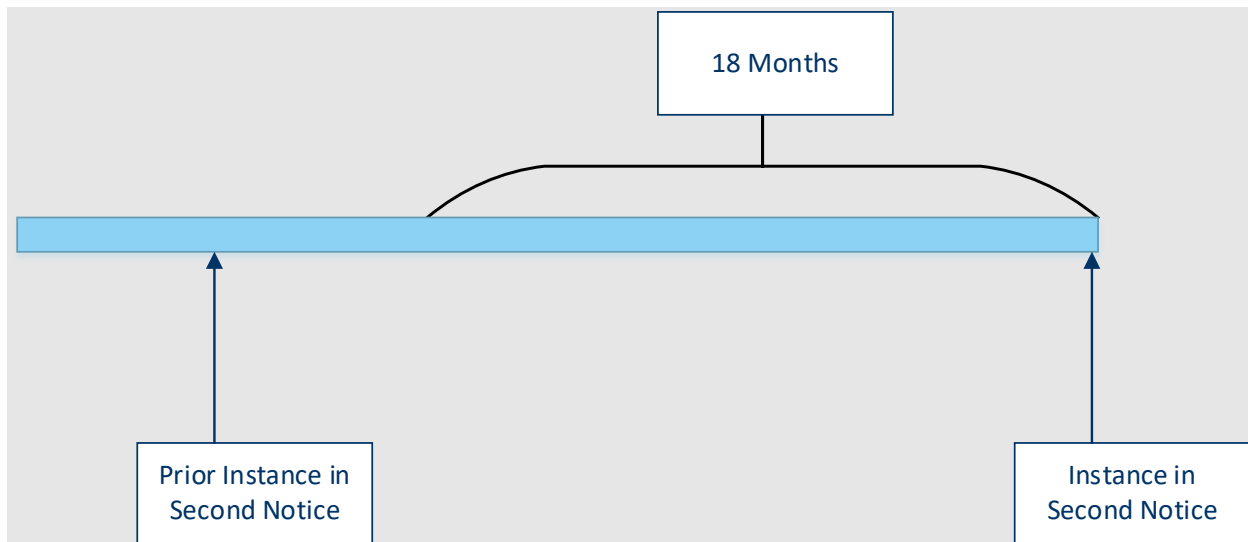 18 Months
Prior Instance in
Second Notice
Instance in
Second Notice